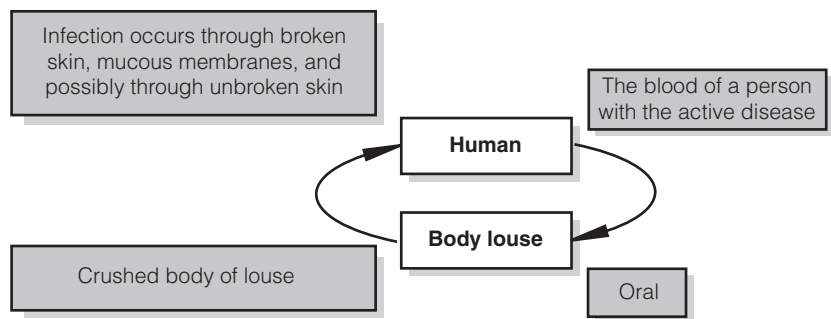 Infection occurs through broken
skin, mucous membranes, and
possibly through unbroken skin
The blood of a person
with the active disease
Human
Body louse
Crushed body of louse
Oral